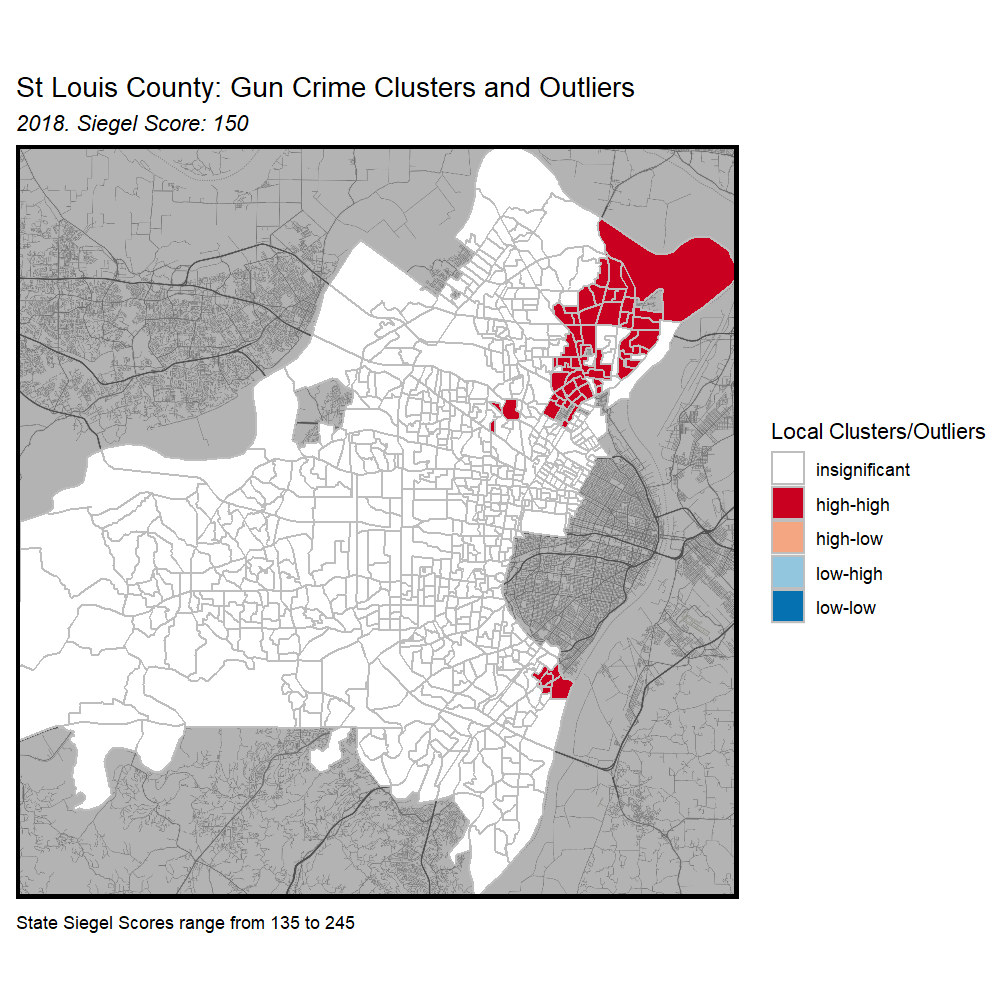 St Louis County: Gun Crime Clusters and Outliers
2018. Siegel Score: 150
Local Clusters/Outliers
insignificant
high-high
high-low
low-high
low-low
State Siegel Scores range from 135 to 245